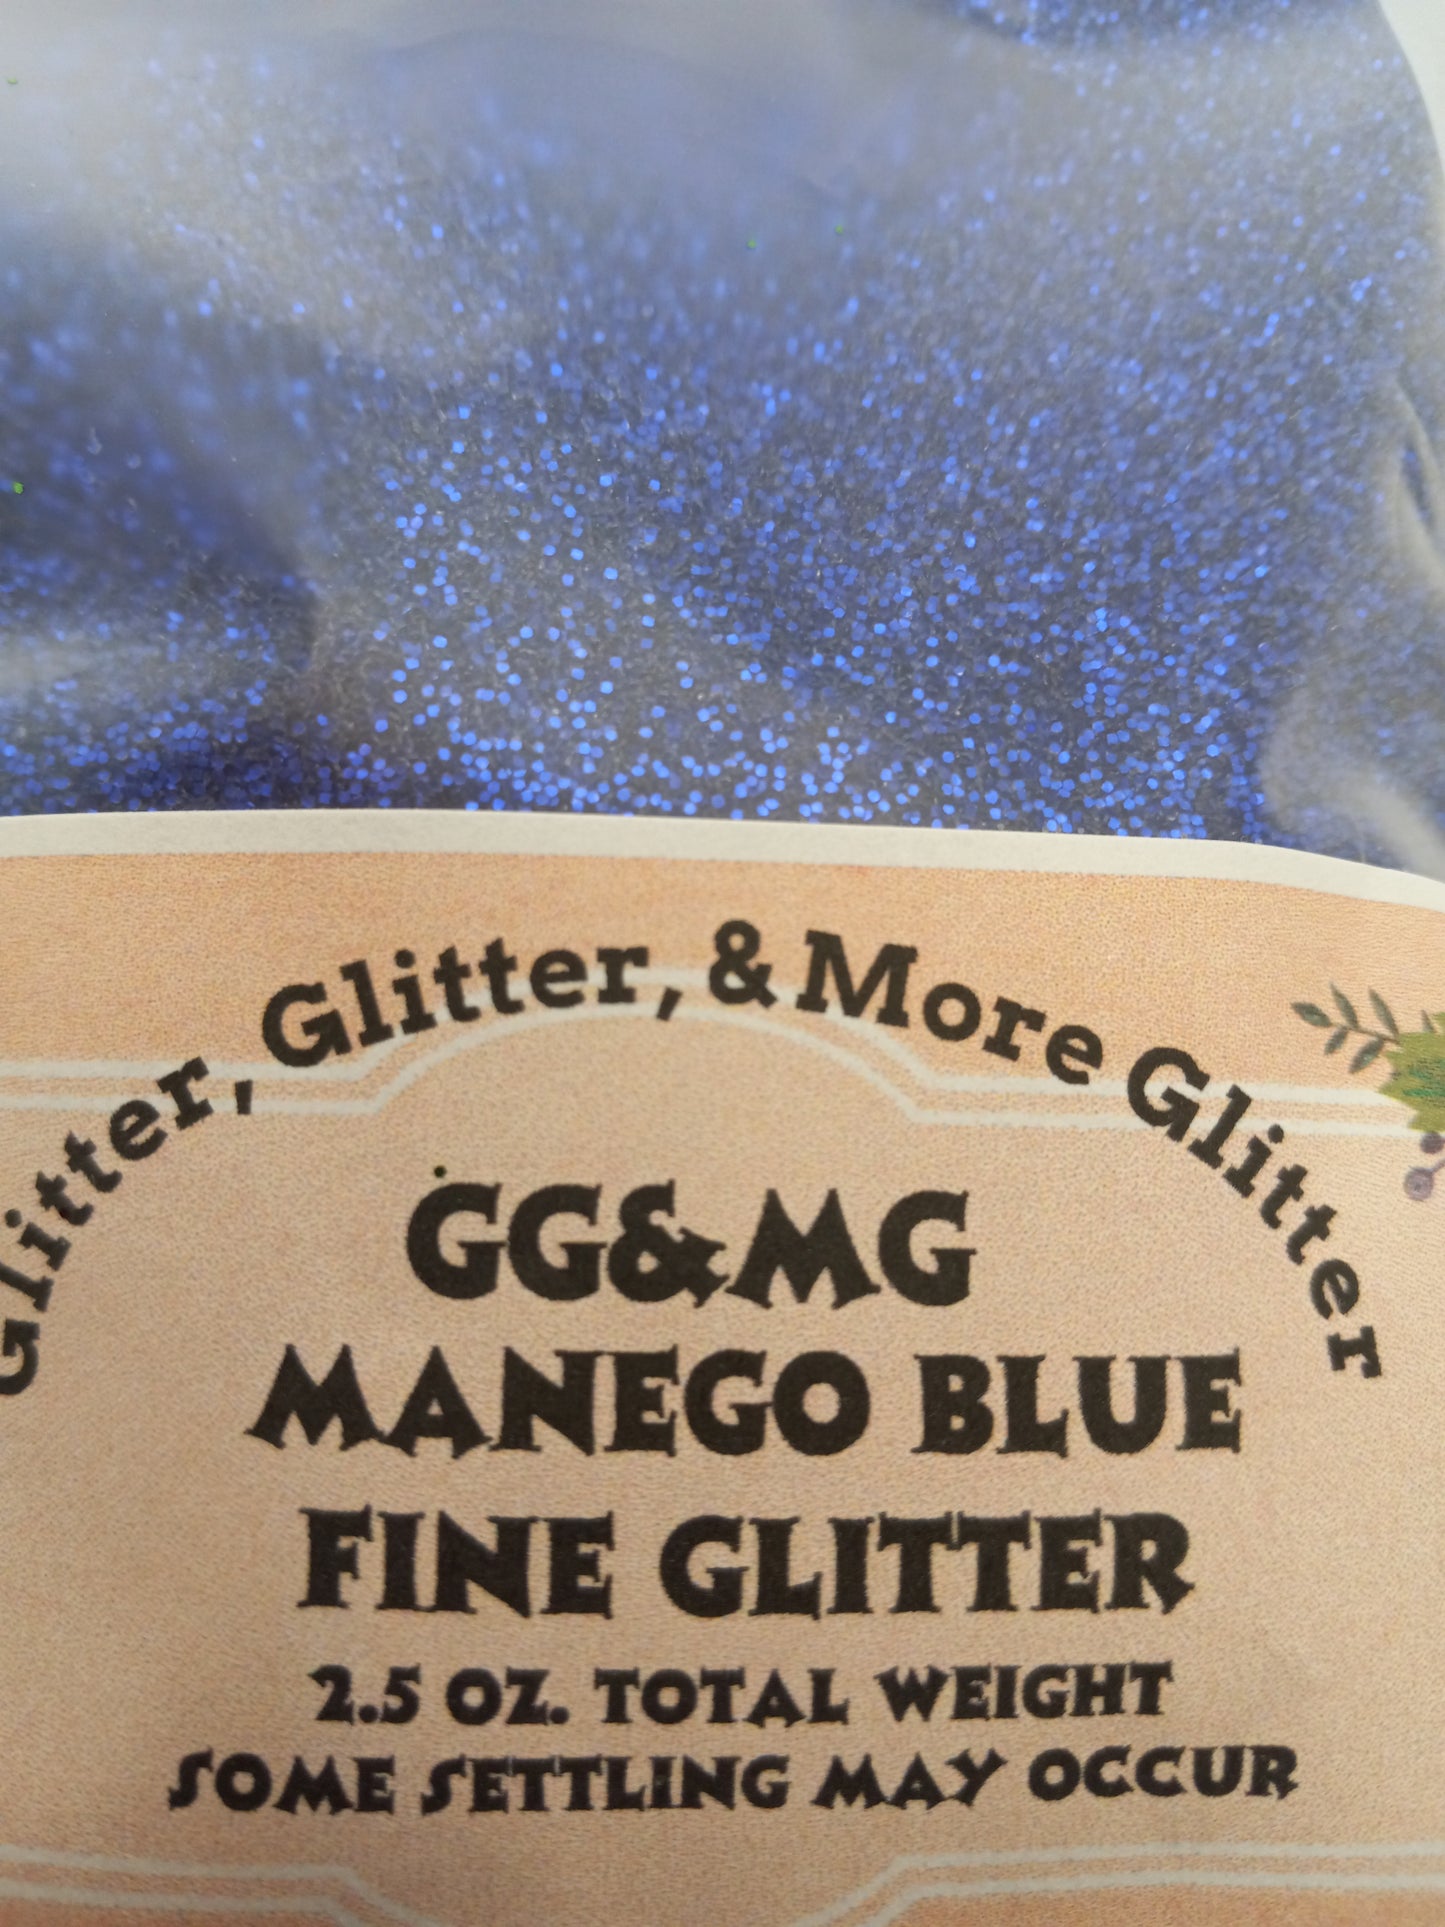 Glitter, Glitter, & More Glitter
GG&MG
MANEGO BLUE
FINE GLITTER
2.5 OZ. TOTAL WEIGHT
SOME SETTLING MAY OCCUR